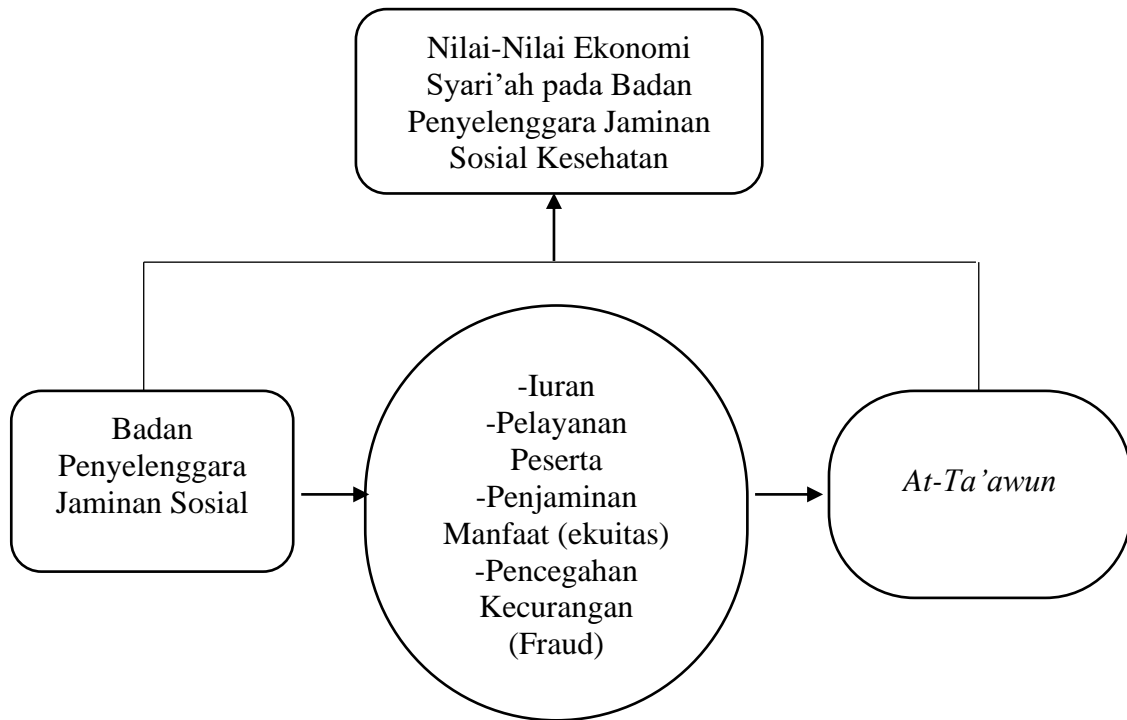 Nilai-Nilai Ekonomi
Syari’ah pada Badan
Penyelenggara Jaminan
Sosial Kesehatan
Badan
Penyelenggara
Jaminan Sosial
-Iuran
-Pelayanan
Peserta
-Penjaminan
Manfaat (ekuitas)
-Pencegahan
Kecurangan
(Fraud)
At-Ta’awun